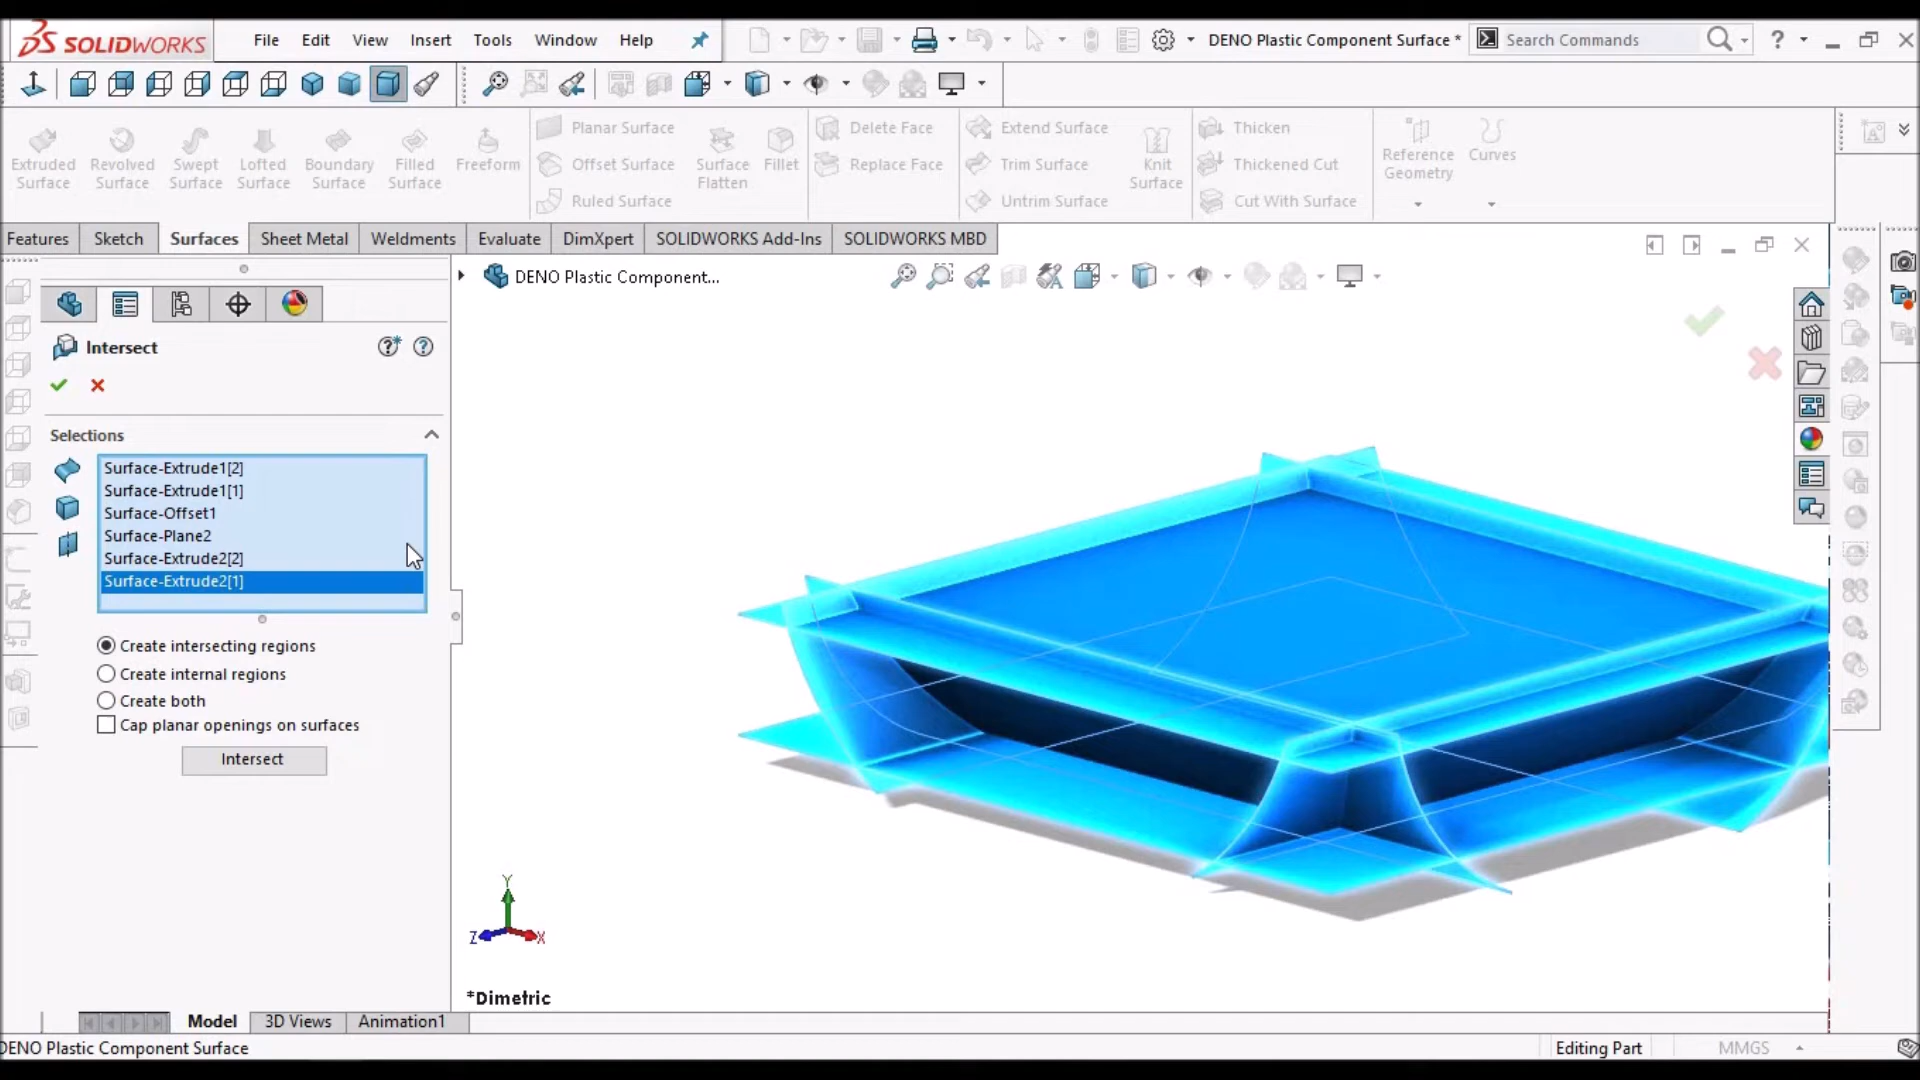 SOLIDWORKS File Edit View Insert Tools Window Help DENO Plastic Component Surface * Search Commands ?
Extruded Surface
Revolved Surface
Swept Surface
Lofted Surface
Boundary Surface
Filled Surface
Freeform
Planar Surface
Offset Surface
Ruled Surface
Surface Flatten
Fillet
Delete Face
Replace Face
Extend Surface
Trim Surface
Untrim Surface
Knit Surface
Thicken
Thickened Cut
Cut With Surface
Reference Geometry
Curves
Features Sketch Surfaces Sheet Metal Weldments Evaluate DimXpert SOLIDWORKS Add-Ins SOLIDWORKS MBD
DENO Plastic Component...
Intersect
Selections
Surface-Extrude1[2]
Surface-Extrude1[1]
Surface-Offset1
Surface-Plane2
Surface-Extrude2[2]
Surface-Extrude2[1]
Create intersecting regions
Create internal regions
Create both
Cap planar openings on surfaces
Intersect
Y
Z
X
*Dimetric
Model 3D Views Animation1
DENO Plastic Component Surface Editing Part MMGS